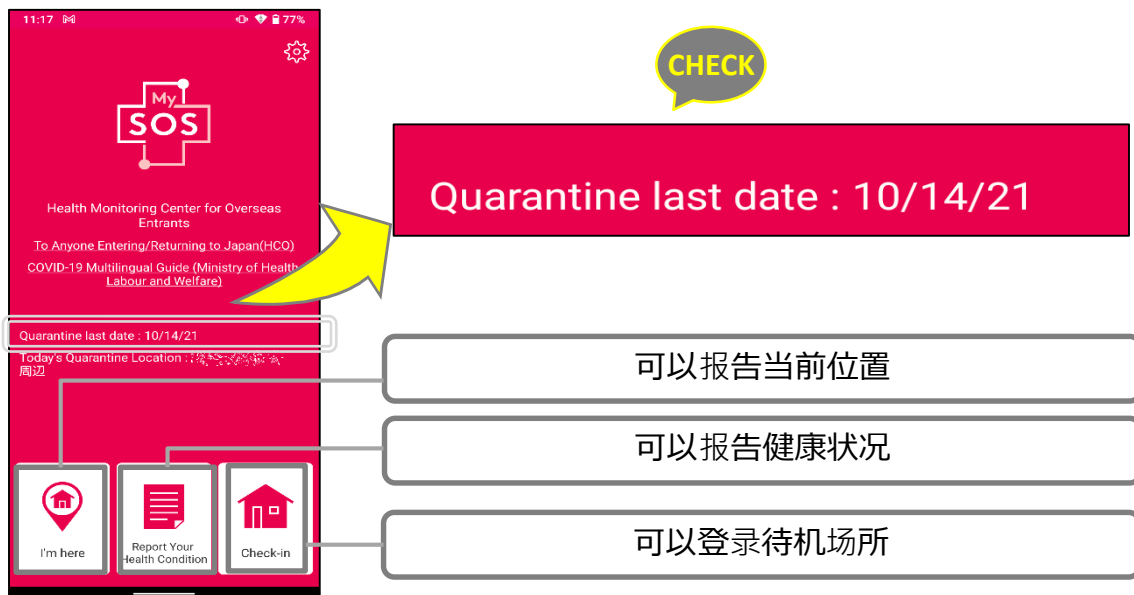 11:17
77%
My
SOS
Health Monitoring Center for Overseas
Entrants
To Anyone Entering/Returning to Japan(HCO)
COVID-19 Multilingual Guide (Ministry of Health
Labour and Welfare)
Quarantine last date : 10/14/21
Today's Quarantine Location :
周辺
I'm here
Report Your
Health Condition
Check-in
CHECK
Quarantine last date : 10/14/21
可以报告当前位置
可以报告健康状况
可以登录待机场所